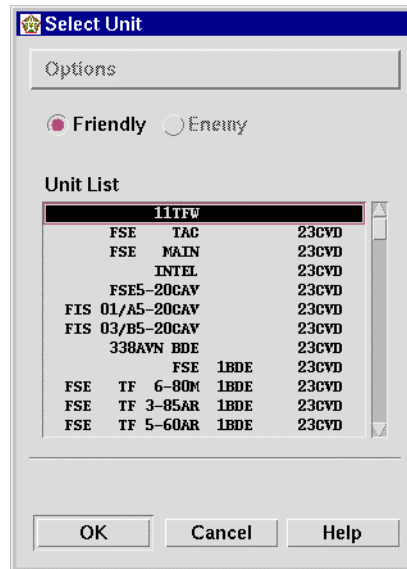 Select Unit
Options
Friendly Enemy
Unit List
11TFW
FSE TAC 23CVD
FSE MAIN 23CVD
INTEL 23CVD
FSE5-20CAV 23CVD
FIS 01/A5-20CAV 23CVD
FIS 03/B5-20CAV 23CVD
338AVN BDE 23CVD
FSE 1BDE 23CVD
FSE TF 6-80M 1BDE 23CVD
FSE TF 3-85AR 1BDE 23CVD
FSE TF 5-60AR 1BDE 23CVD
OK Cancel Help